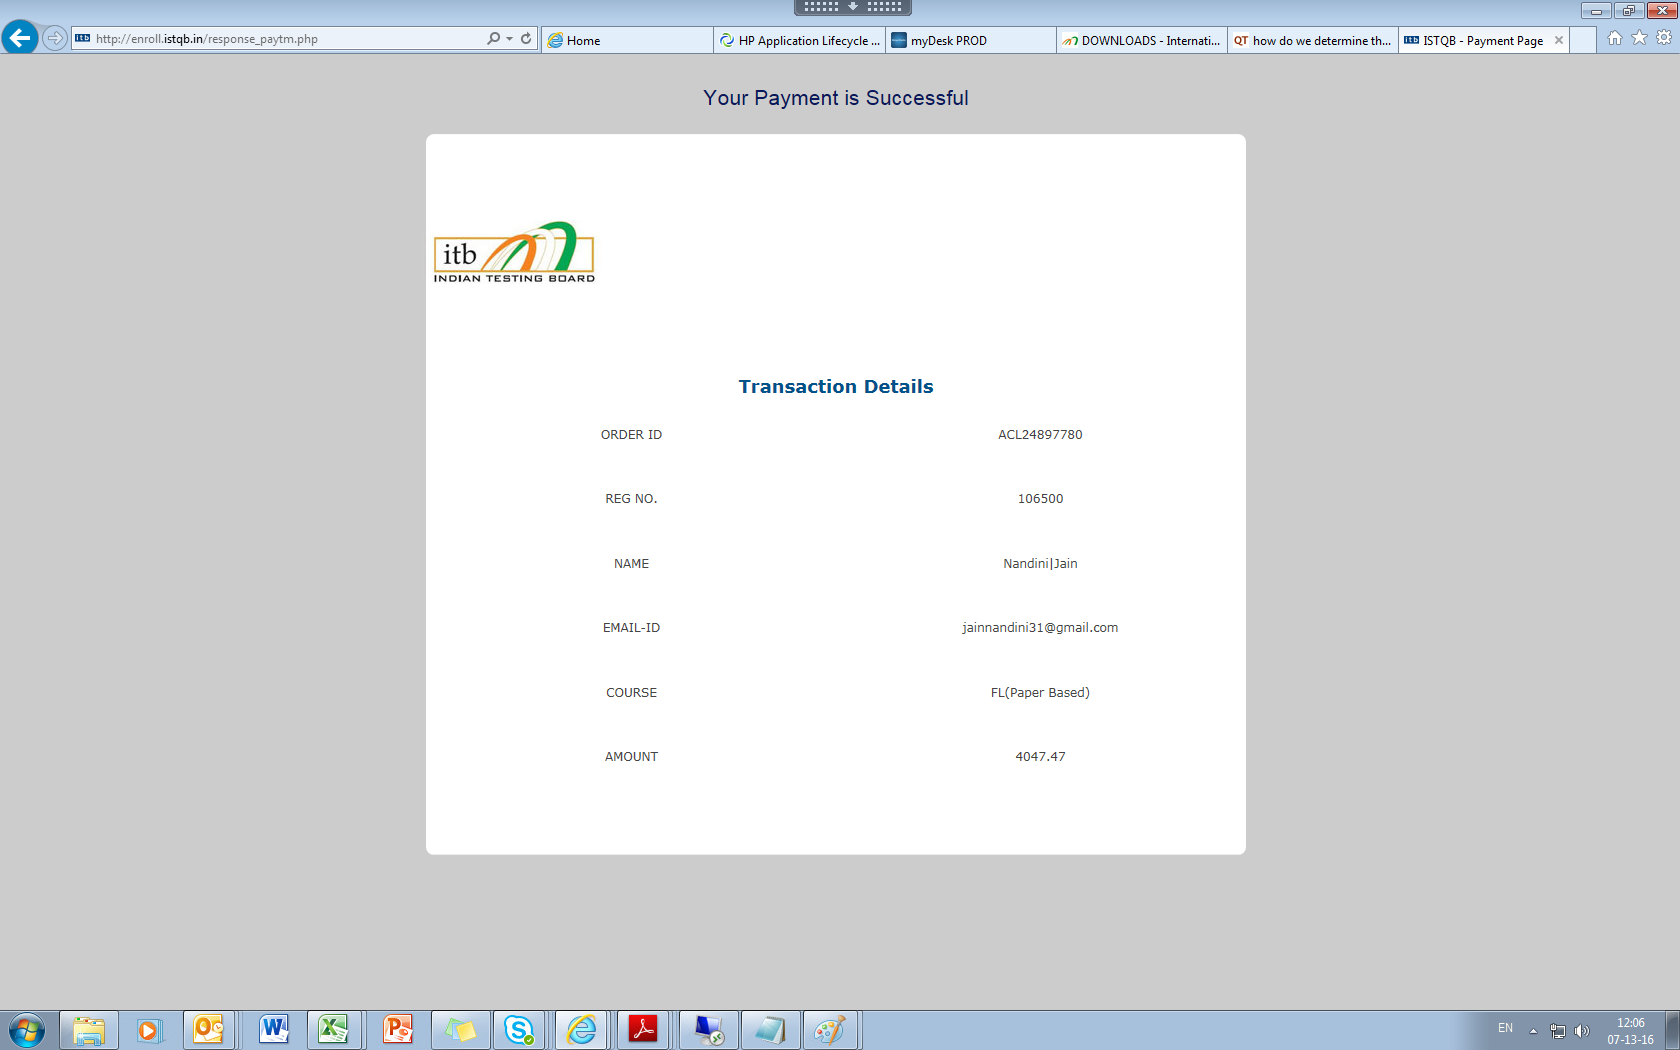 http://enroll.istqb.in/response_paytm.php
Home
HP Application Lifecycle ...
myDesk PROD
DOWNLOADS - Internati...
QT how do we determine th...
itb ISTQB - Payment Page
Your Payment is Successful
itb
INDIAN TESTING BOARD
Transaction Details
ORDER ID ACL24897780
REG NO. 106500
NAME Nandini|Jain
EMAIL-ID jainnandini31@gmail.com
COURSE FL(Paper Based)
AMOUNT 4047.47
EN
12:06
07-13-16